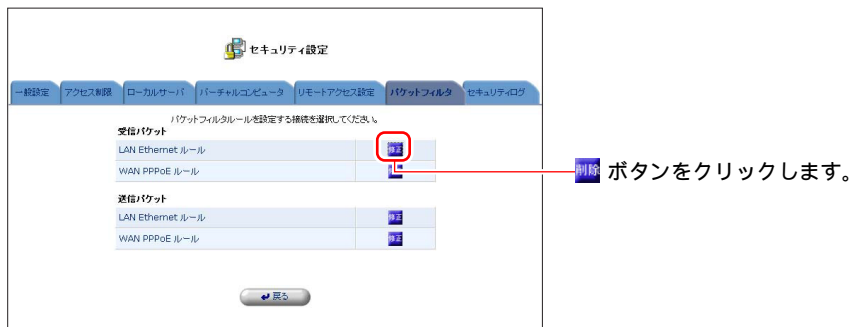 セキュリティ設定
一般設定 アクセス制限 ローカルサーバ バーチャルコンピュータ リモートアクセス設定 パケットフィルタ セキュリティログ
パケットフィルタルールを設定する接続を選択してください。
受信パケット
LAN Ethernet ルール 修正
WAN PPPoE ルール
削除 ボタンをクリックします。
送信パケット
LAN Ethernet ルール 修正
WAN PPPoE ルール 修正
戻る